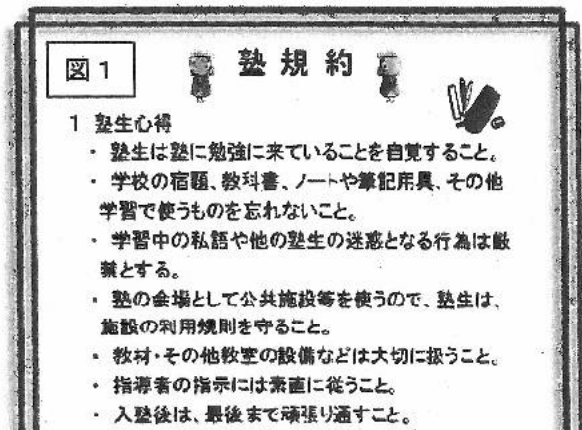 図1
塾規約
1 塾生心得
・ 塾生は塾に勉強に来ていることを自覚すること。
・ 学校の宿題、教科書、ノートや筆記用具、その他
学習で使うものを忘れないこと。
・ 学習中の私語や他の塾生の迷惑となる行為は厳
禁とする。
・ 塾の会場として公共施設等を使うので、塾生は、
施設の利用規則を守ること。
・ 教材・その他教室の設備などは大切に扱うこと。
・ 指導者の指示には素直に従うこと。
・ 入塾後は、最後まで頑張り通すこと。